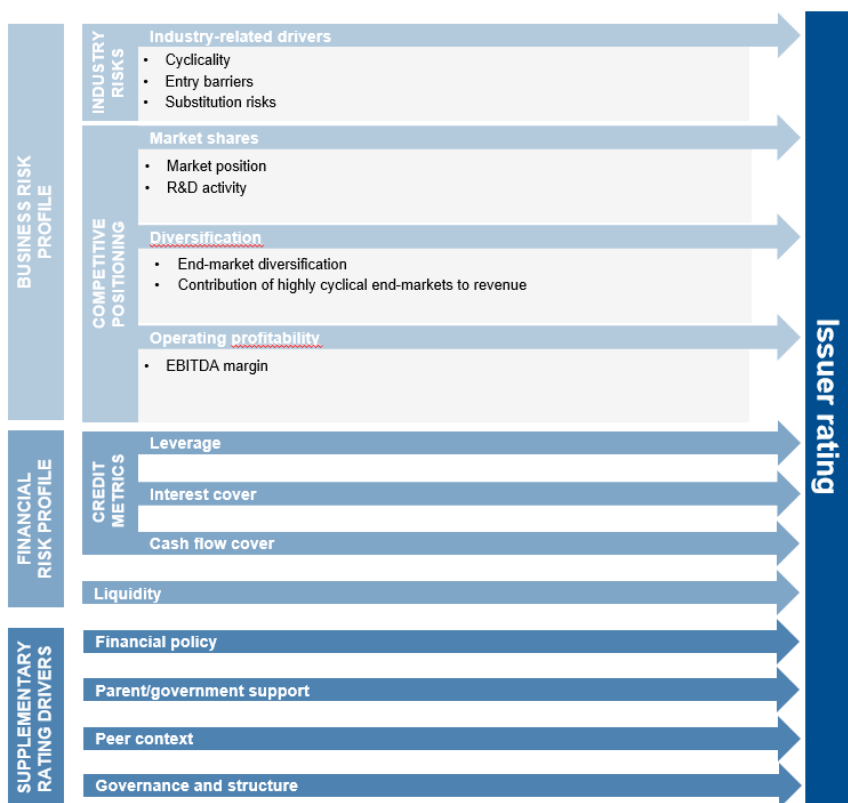 BUSINESS RISK
PROFILE
INDUSTRY
RISKS
Industry-related drivers
• Cyclicality
• Entry barriers
• Substitution risks
COMPETITIVE
POSITIONING
Market shares
• Market position
• R&D activity
Diversification
• End-market diversification
• Contribution of highly cyclical end-markets to revenue
Operating profitability
• EBITDA margin
FINANCIAL
RISK PROFILE
CREDIT
METRICS
Leverage
Interest cover
Cash flow cover
Liquidity
SUPPLEMENTARY
RATING DRIVERS
Financial policy
Parent/government support
Peer context
Governance and structure
Issuer rating